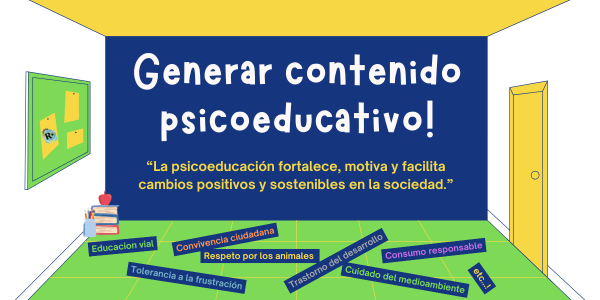 Generar contenido
psicoeducativo!
“La psicoeducación fortalece, motiva y facilita
cambios positivos y sostenibles en la sociedad.”
Educacion vial
Convivencia ciudadana
Respeto por los animales
Trastorno del desarrollo
Consumo responsable
Tolerancia a la frustración
Cuidado del medioambiente
etc...!